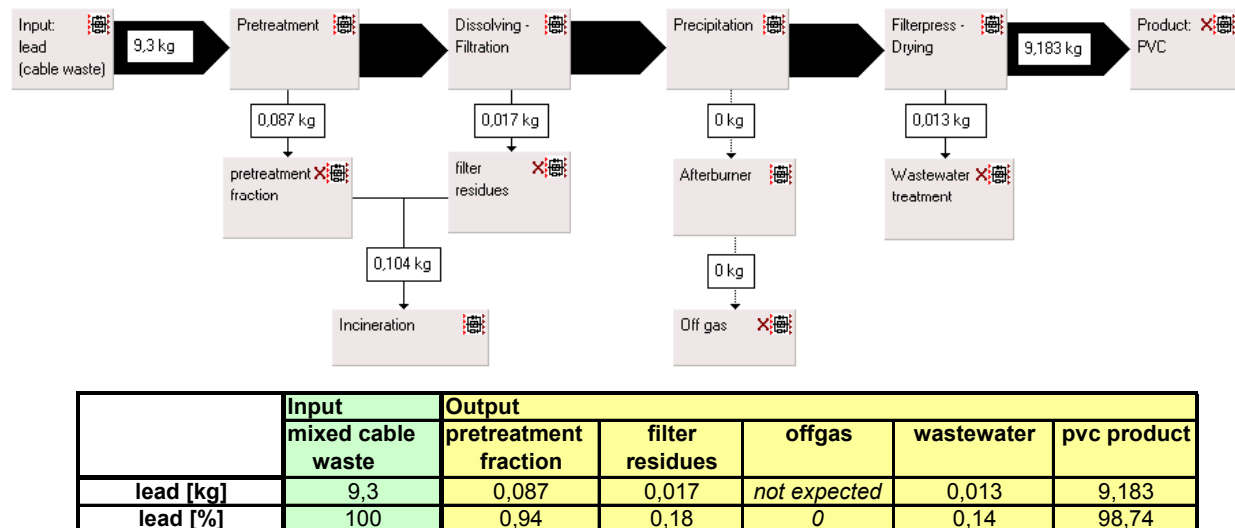 Input:
lead
(cable waste)
9,3 kg
Pretreatment
Dissolving -
Filtration
Precipitation
Filterpress -
Drying
9,183 kg
Product:
PVC
0,087 kg
0,017 kg
0 kg
0,013 kg
pretreatment
fraction
filter
residues
Afterburner
Wastewater
treatment
0,104 kg
0 kg
Incineration
Off gas
Input Output
mixed cable waste pretreatment fraction filter residues offgas wastewater pvc product
lead [kg] 9,3 0,087 0,017 not expected 0,013 9,183
lead [%] 100 0,94 0,18 0 0,14 98,74